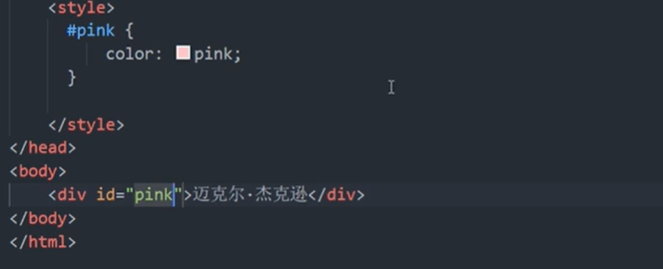 <style>
#pink {
color: pink;
}
</style>
</head>
<body>
<div id="pink">迈克尔·杰克逊</div>
</body>
</html>